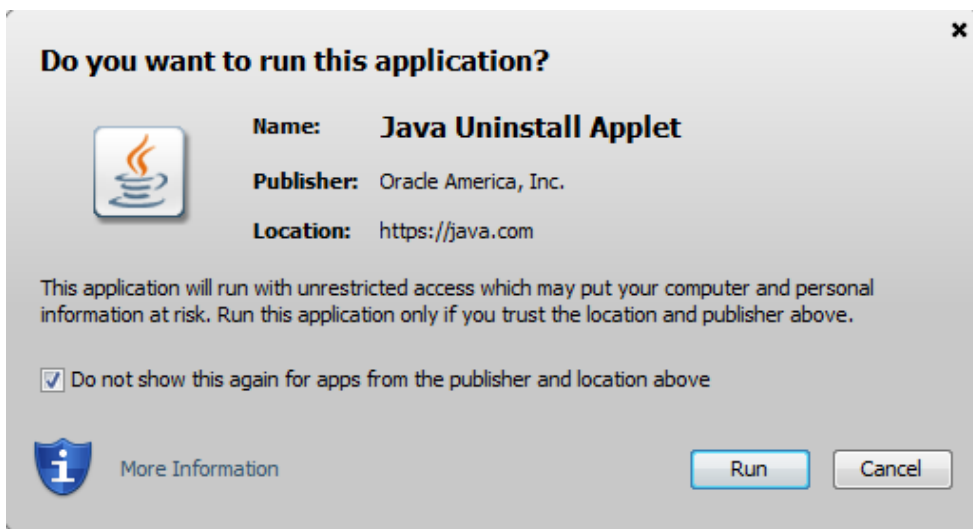 Do you want to run this application?
Name: Java Uninstall Applet
Publisher: Oracle America, Inc.
Location: https://java.com
This application will run with unrestricted access which may put your computer and personal
information at risk. Run this application only if you trust the location and publisher above.
Do not show this again for apps from the publisher and location above
More Information Run Cancel